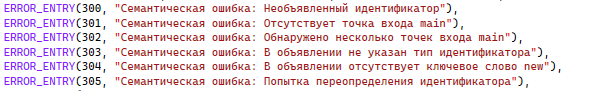 ERROR_ENTRY(300, "Семантическая ошибка: Необъявленный идентификатор"),
ERROR_ENTRY(301, "Семантическая ошибка: Отсутствует точка входа main"),
ERROR_ENTRY(302, "Семантическая ошибка: Обнаружено несколько точек входа main"),
ERROR_ENTRY(303, "Семантическая ошибка: В объявлении не указан тип идентификатора"),
ERROR_ENTRY(304, "Семантическая ошибка: В объявлении отсутствует ключевое слово new"),
ERROR_ENTRY(305, "Семантическая ошибка: Попытка переопределения идентификатора"),